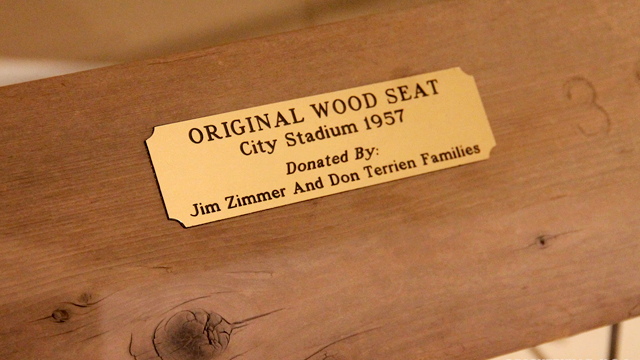 ORIGINAL WOOD SEAT
City Stadium 1957
Donated By:
Jim Zimmer And Don Terrien Families
3